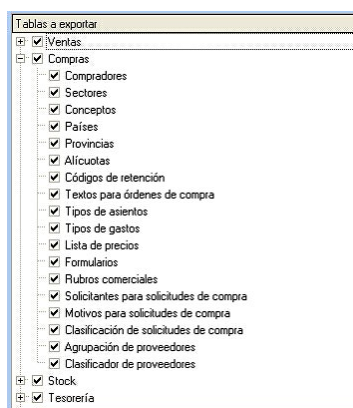 Tablas a exportar
Ventas
Compras
Compradores
Sectores
Conceptos
Países
Provincias
Alícuotas
Códigos de retención
Textos para órdenes de compra
Tipos de asientos
Tipos de gastos
Lista de precios
Formularios
Rubros comerciales
Solicitantes para solicitudes de compra
Motivos para solicitudes de compra
Clasificación de solicitudes de compra
Agrupación de proveedores
Clasificador de proveedores
Stock
Tesorería